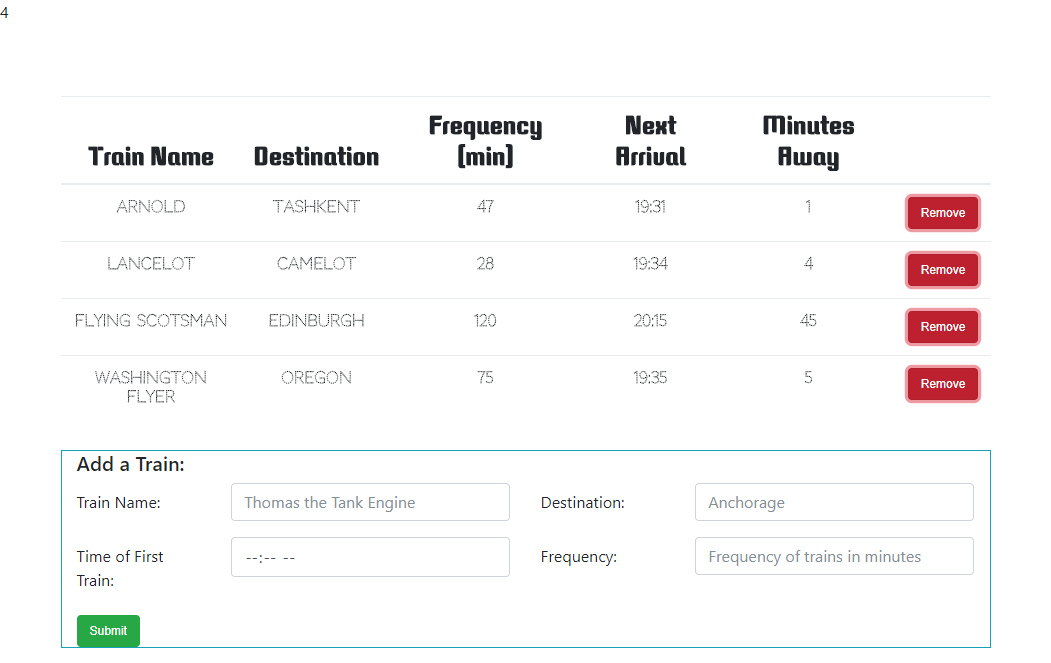 4
Train Name Destination Frequency (min) Next Arrival Minutes Away
ARNOLD TASHKENT 47 19:31 1 Remove
LANCELOT CAMELOT 28 19:34 4 Remove
FLYING SCOTSMAN EDINBURGH 120 20:15 45 Remove
WASHINGTON FLYER OREGON 75 19:35 5 Remove
Add a Train:
Train Name: Thomas the Tank Engine Destination: Anchorage
Time of First Train: --:-- -- Frequency: Frequency of trains in minutes
Submit